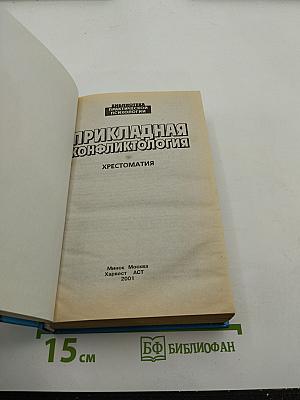 БИБЛИОТЕКА
ПРАКТИЧЕСКОЙ
ПСИХОЛОГИИ
ПРИКЛАДНАЯ
КОНФЛИКТОЛОГИЯ
ХРЕСТОМАТИЯ
Минск Москва
Харвест АСТ
2001
15 см
БФ БИБЛИОФАН